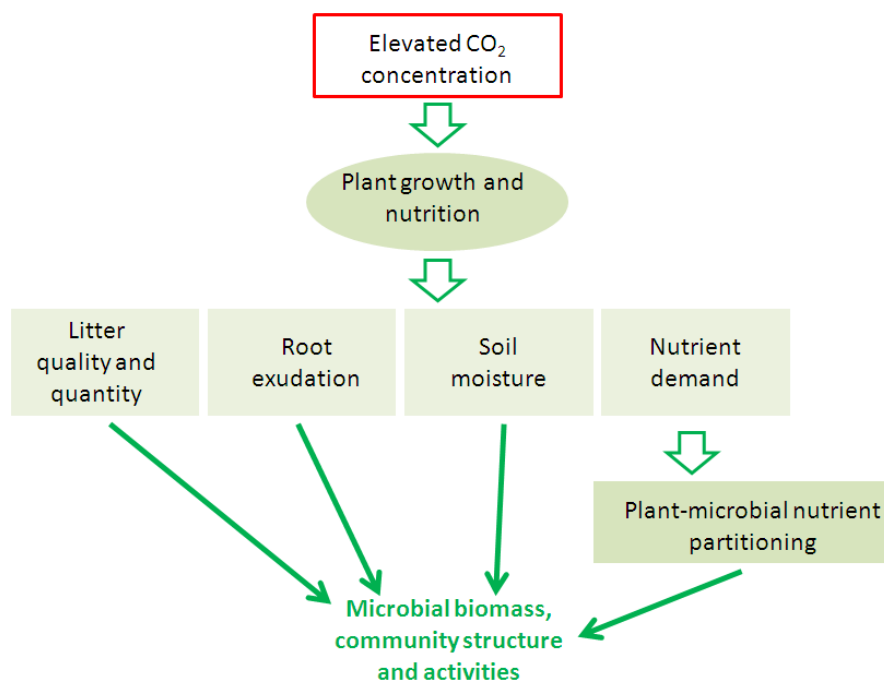 Elevated CO₂
concentration
Plant growth and
nutrition
Litter
quality and
quantity
Root
exudation
Soil
moisture
Nutrient
demand
Plant-microbial nutrient
partitioning
Microbial biomass,
community structure
and activities